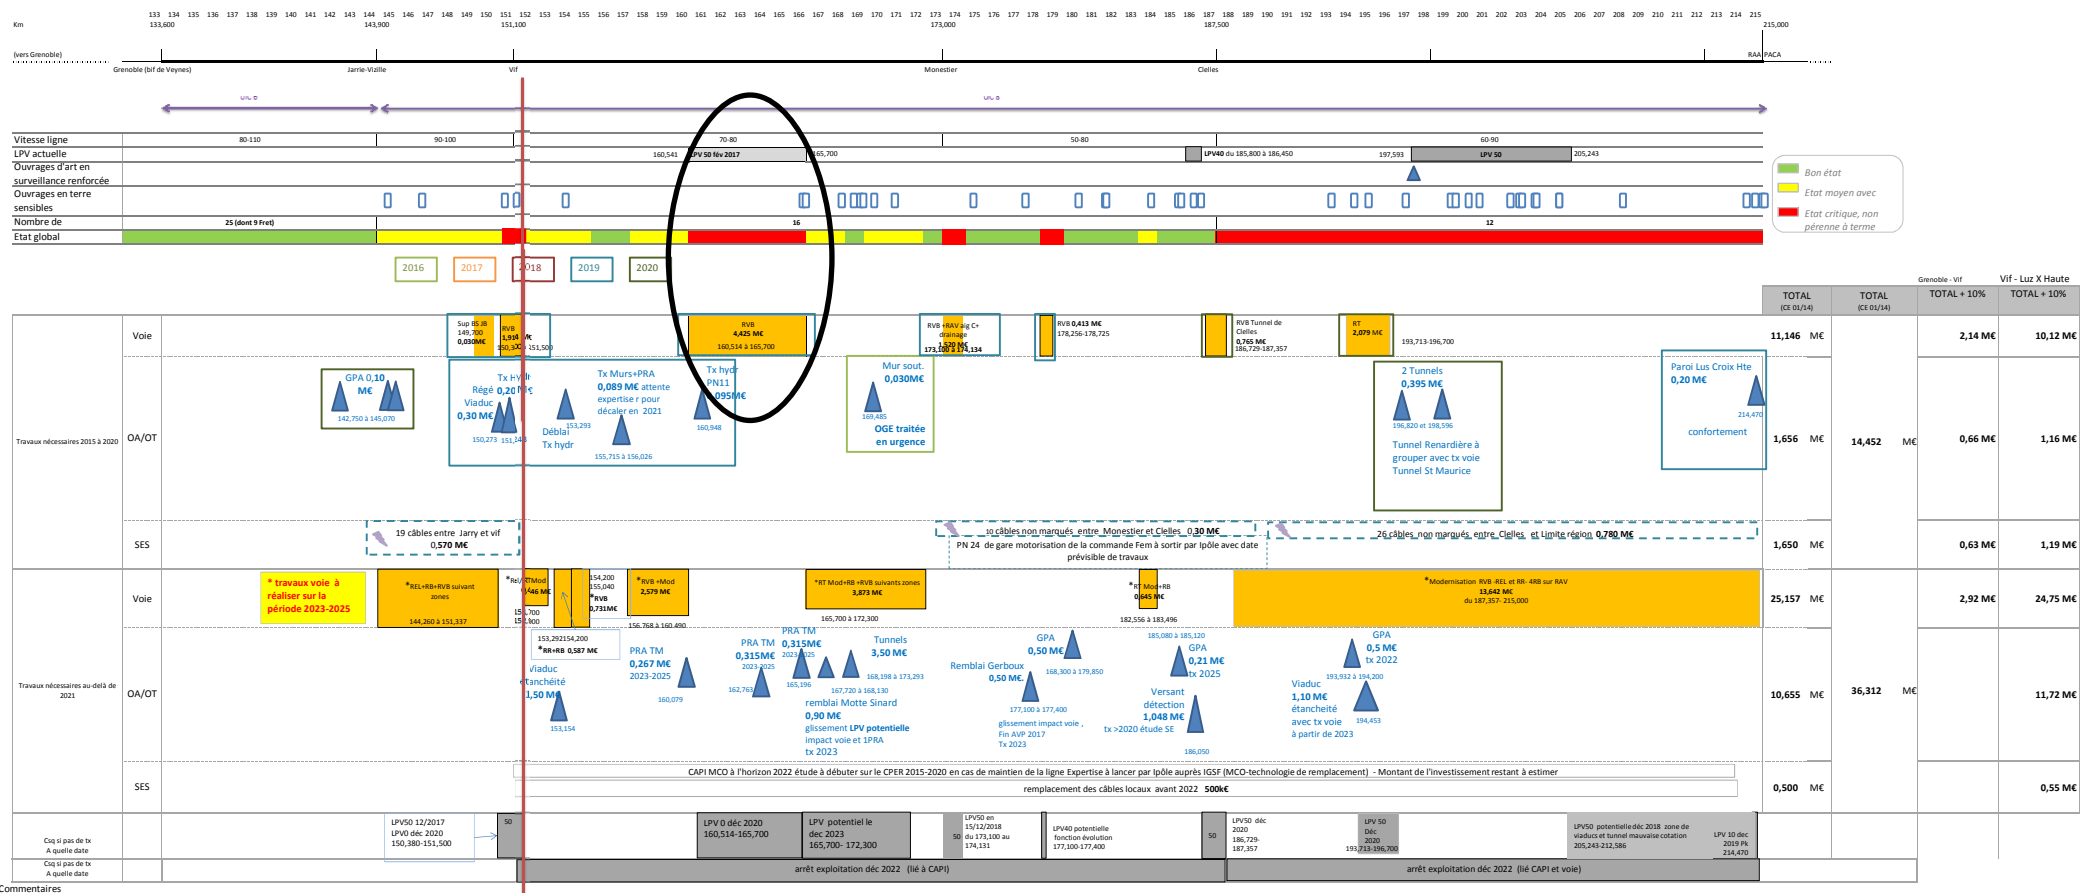 133 134 135 136 137 138 139 140 141 142 143 144 145 146 147 148 149 150 151 152 153 154 155 156 157 158 159 160 161 162 163 164 165 166 167 168 169 170 171 172 173 174 175 176 177 178 179 180 181 182 183 184 185 186 187 188 189 190 191 192 193 194 195 196 197 198 199 200 201 202 203 204 205 206 207 208 209 210 211 212 213 214 215
Km 133,600 143,900 151,100 173,000 187,500 215,000
(vers Grenoble) RAA PACA
Grenoble (bif de Veynes) Jarrie-Vizille Vif Monestier Clelles
Vitesse ligne 80-110 90-100 70-80 50-80 60-90
LPV actuelle 160,541 LPV 50 fév 2017 165,700 LPV40 du 185,800 à 186,450 197,593 LPV 50 205,243
Ouvrages d'art en
surveillance renforcée
Ouvrages en terre
sensibles
Nombre de 25 (dont 9 Fret) 16 12
Etat global
Bon état
Etat moyen avec
Etat critique, non
pérenne à terme
2016 2017 2018 2019 2020
Grenoble - Vif Vif - Luz X Haute
TOTAL TOTAL TOTAL + 10% TOTAL + 10%
(CE 01/14) (CE 01/14)
Travaux nécessaires 2015 à 2020
Voie
Sup BS JB
149,700
0,030M€
RVB
151,500
RVB
4,425 M€
160,514 à 165,700
RVB +RAV aig C+
drainage
1,520 M€
173,100 à 174,134
RVB 0,413 M€
178,256-178,725
RVB Tunnel de
Clelles
0,765 M€
186,729-187,357
RT
2,079 M€
193,713-196,700
11,146 M€ 2,14 M€ 10,12 M€
OA/OT
GPA 0,10
M€
142,750 à 145,070
Régé
Viaduc
0,30 M€
150,273
Tx
0,20
153,293
Déblai
Tx hydr
Tx Murs+PRA
0,089 M€ attente
expertise r pour
décaler en 2021
155,715 à 156,026
Tx hydr
PN11
095M€
160,948
Mur sout.
0,030M€
169,485
OGE traitée
en urgence
2 Tunnels
0,395 M€
196,820 et 198,596
Tunnel Renardière à
grouper avec tx voie
Tunnel St Maurice
Paroi Lus Croix Hte
0,20 M€
214,470
confortement
1,656 M€ 14,452 M€ 0,66 M€ 1,16 M€
SES
19 câbles entre Jarry et vif
0,570 M€
10 câbles non marqués entre Monestier et Clelles 0,30 M€
PN 24 de gare motorisation de la commande Fem à sortir par Ipôle avec date
prévisible de travaux
26 câbles non marqués entre Clelles et Limite région 0,780 M€
1,650 M€ 0,63 M€ 1,19 M€
Travaux nécessaires au-delà de
2021
Voie
* travaux voie à
réaliser sur la
période 2023-2025
*REL+RB+RVB suivant
zones
144,260 à 151,337
154,200
155,040
*RVB
0,731M€
*RVB +Mod
2,579 M€
156,768 à 160,490
*RT Mod+RB +RVB suivants zones
3,873 M€
165,700 à 172,300
*RT Mod+RB
0,645 M€
182,556 à 183,496
*Modernisation RVB -REL et RR- 4RB sur RAV
13,642 M€
du 187,357- 215,000
25,157 M€ 2,92 M€ 24,75 M€
OA/OT
153,292154,200
*RR+RB 0,587 M€
Viaduc
étanchéité
1,50 M€
153,154
PRA TM
0,267 M€
2023-2025
160,079
PRA TM
0,315M€
2023-2025
162,763
PRA TM
0,315M€
2023-2025
165,196
Tunnels
3,50 M€
168,198 à 173,293
167,720 à 168,130
remblai Motte Sinard
0,90 M€
glissement LPV potentielle
impact voie et 1PRA
tx 2023
GPA
0,50 M€
168,300 à 179,850
Remblai Gerboux
0,50 M€.
177,100 à 177,400
glissement impact voie ,
Fin AVP 2017
Tx 2023
185,080 à 185,120
GPA
0,21 M€
tx 2025
Versant
détection
1,048 M€
tx >2020 étude SE
186,050
GPA
0,5 M€
tx 2022
193,932 à 194,200
Viaduc
1,10 M€
étancheité
avec tx voie
à partir de 2023
194,453
10,655 M€ 36,312 M€ 11,72 M€
SES
CAPI MCO à l'horizon 2022 étude à débuter sur le CPER 2015-2020 en cas de maintien de la ligne Expertise à lancer par Ipôle auprès IGSF (MCO-technologie de remplacement) - Montant de l'investissement restant à estimer
remplacement des câbles locaux avant 2022 500k€
0,500 M€ 0,55 M€
Csq si pas de tx
A quelle date
LPV50 12/2017
LPV0 déc 2020
150,380-151,500
50
LPV 0 déc 2020
160,514-165,700
LPV potentiel le
dec 2023
165,700- 172,300
50
LPV50 en
15/12/2018
du 173,100 au
174,131
LPV40 potentielle
fonction évolution
177,100-177,400
50
LPV50 déc
2020
186,729-
187,357
LPV 50
Déc
2020
193,713-196,700
LPV50 potentielle déc 2018 zone de
viaducs et tunnel mauvaise cotation
205,243-212,586
LPV 10 dec
2019 Pk
214,470
Csq si pas de tx
A quelle date
arrêt exploitation déc 2022 (lié à CAPI)
arrêt exploitation déc 2022 (lié CAPI et voie)
Commentaires